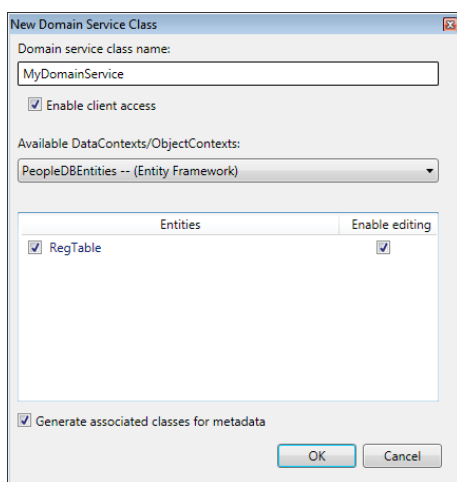 New Domain Service Class
Domain service class name:
MyDomainService
Enable client access
Available DataContexts/ObjectContexts:
PeopleDBEntities -- (Entity Framework)
Entities Enable editing
RegTable
Generate associated classes for metadata
OK Cancel